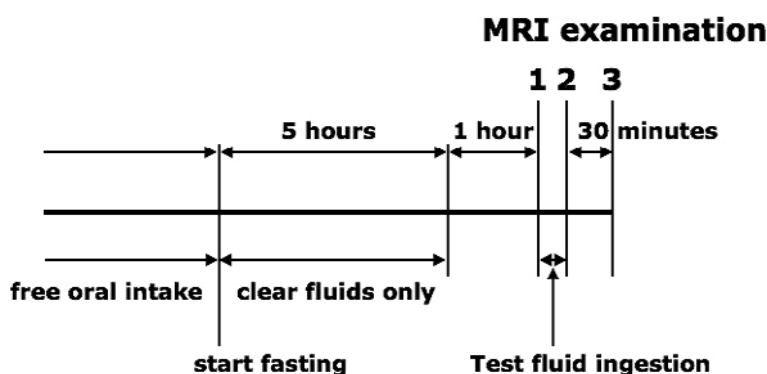 MRI examination
1 2 3
5 hours 1 hour 30 minutes
free oral intake clear fluids only
start fasting Test fluid ingestion